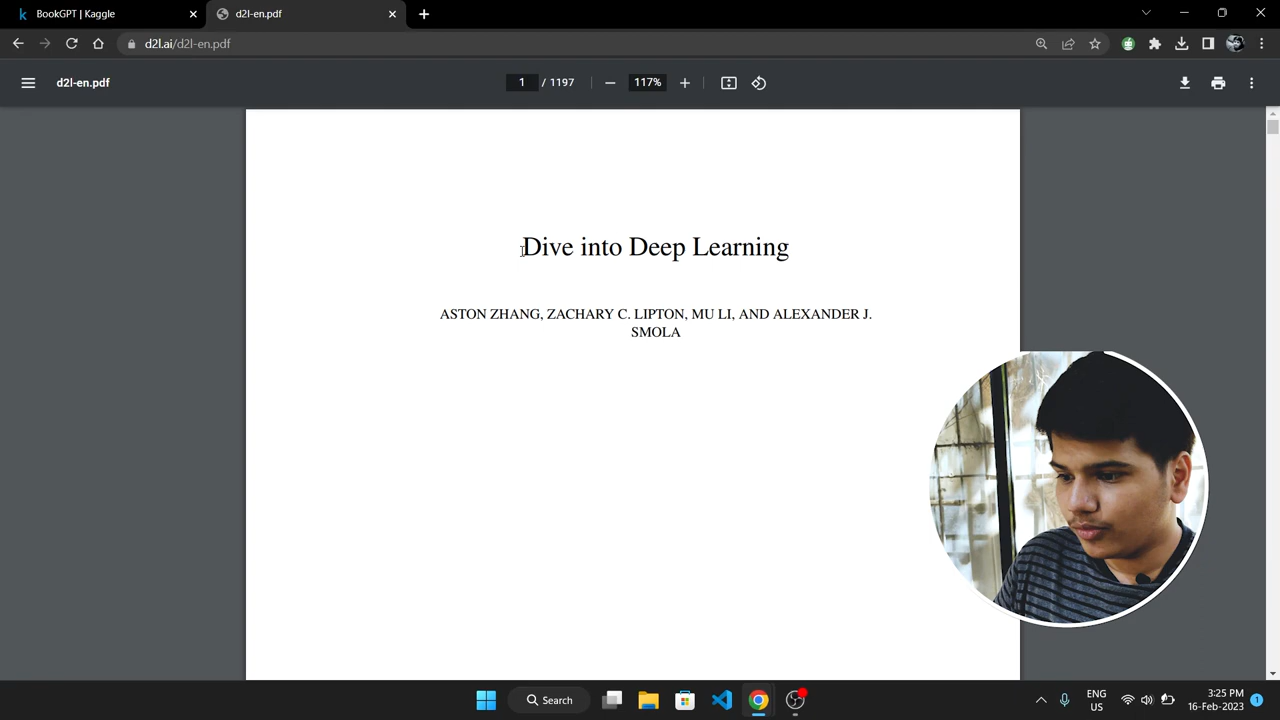 BookGPT | Kaggle
d2l-en.pdf
d2l.ai/d2l-en.pdf
d2l-en.pdf
1 / 1197
117%
Dive into Deep Learning
ASTON ZHANG, ZACHARY C. LIPTON, MU LI, AND ALEXANDER J.
SMOLA
Search
ENG
US
3:25 PM
16-Feb-2023
1